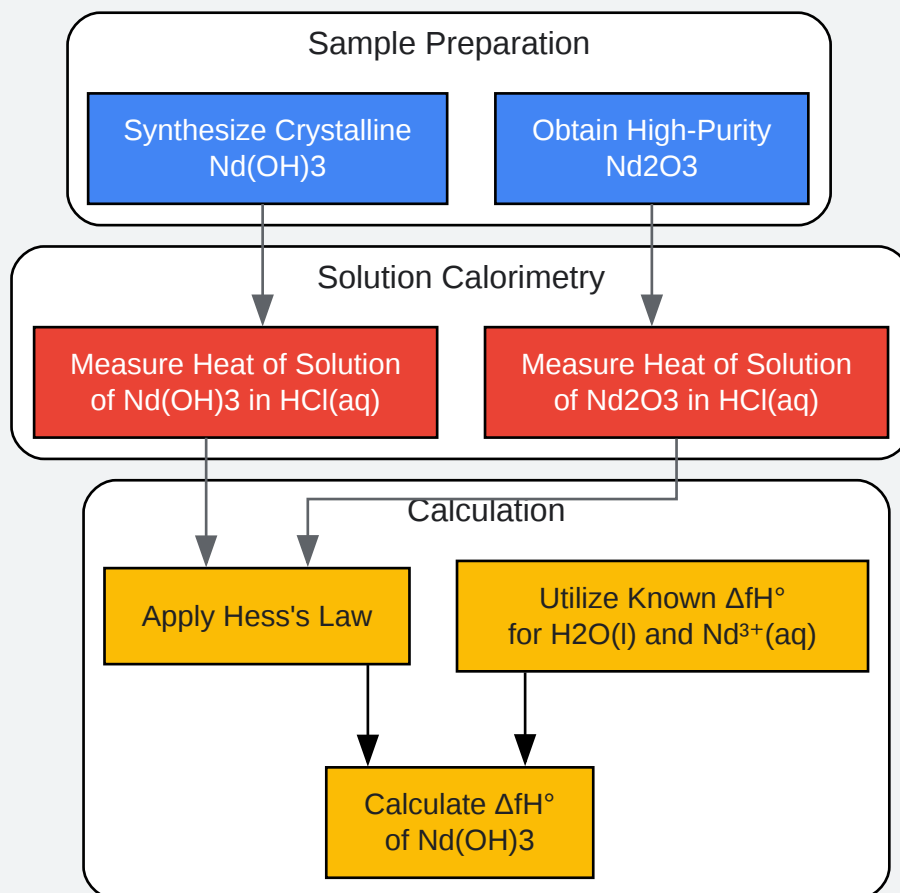 Sample Preparation
Synthesize Crystalline
Nd(OH)3
Obtain High-Purity
Nd2O3
Solution Calorimetry
Measure Heat of Solution
of Nd(OH)3 in HCl(aq)
Measure Heat of Solution
of Nd2O3 in HCl(aq)
Calculation
Apply Hess's Law
Utilize Known ΔfH°
for H2O(l) and Nd³⁺(aq)
Calculate ΔfH°
of Nd(OH)3